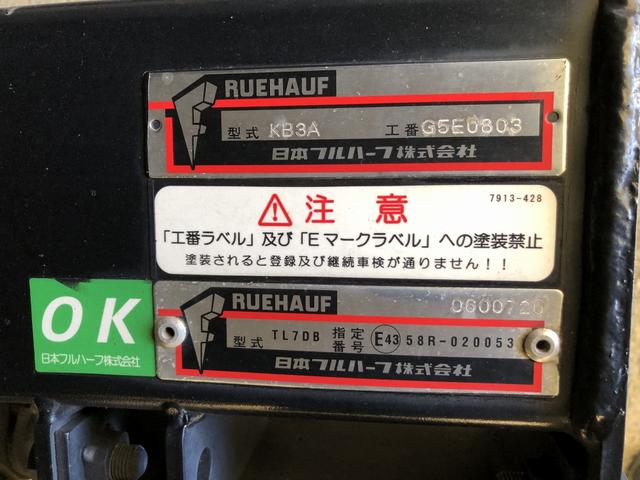 RUEHAUF
型式 KB3A 工番 G5E0803
日本フルハーフ株式会社
注意
7913-428
「工番ラベル」及び「Eマークラベル」への塗装禁止
塗装されると登録及び継続車検が通りません!!
OK
日本フルハーフ株式会社
RUEHAUF
0600720
型式 TL7DB 指定番号 E43 58R-020053
日本フルハーフ株式会社